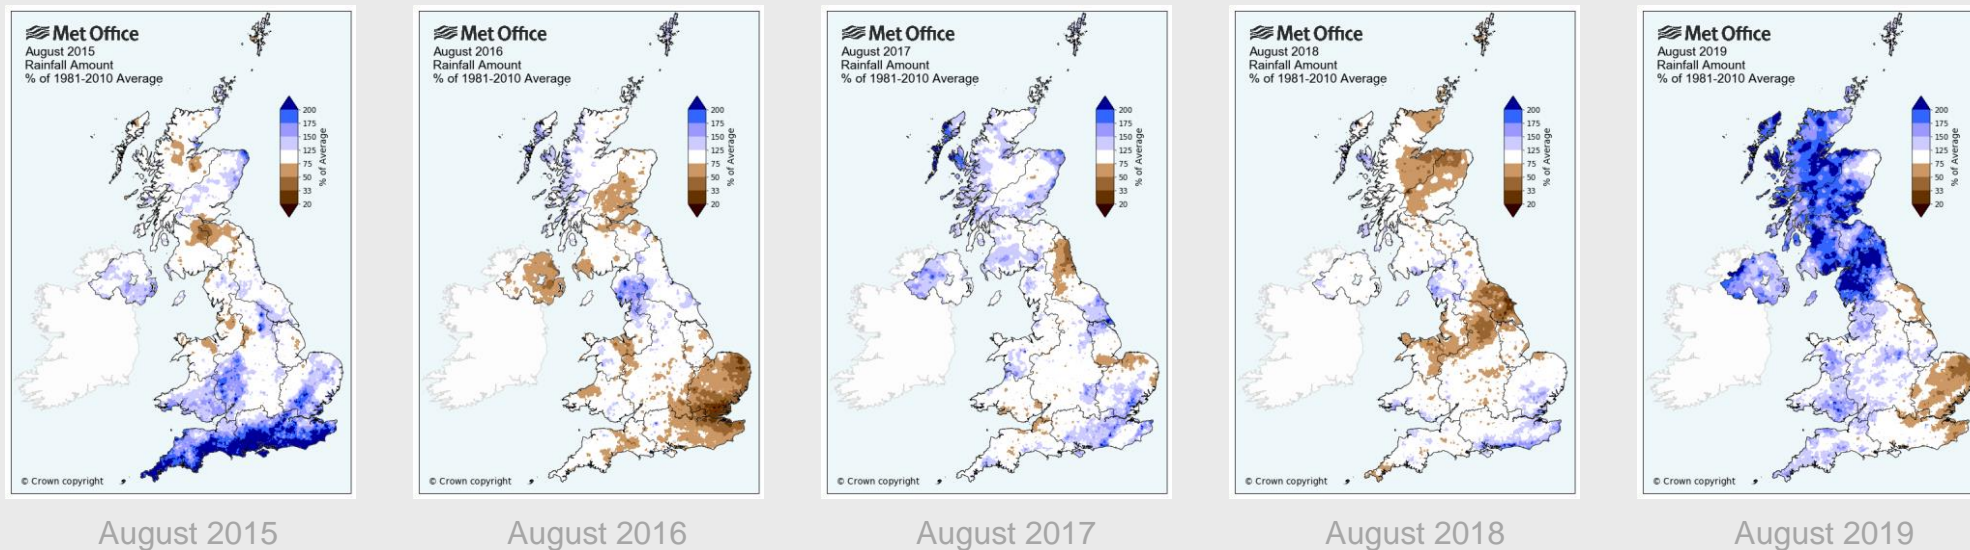 Met Office
August 2015
Rainfall Amount
% of 1981-2010 Average
200
175
150
125
75
50
33
20
% of Average
© Crown copyright
August 2015
Met Office
August 2016
Rainfall Amount
% of 1981-2010 Average
200
175
150
125
75
50
33
20
% of Average
© Crown copyright
August 2016
Met Office
August 2017
Rainfall Amount
% of 1981-2010 Average
200
175
150
125
75
50
33
20
% of Average
© Crown copyright
August 2017
Met Office
August 2018
Rainfall Amount
% of 1981-2010 Average
200
175
150
125
75
50
33
20
% of Average
© Crown copyright
August 2018
Met Office
August 2019
Rainfall Amount
% of 1981-2010 Average
200
175
150
125
75
50
33
20
% of Average
© Crown copyright
August 2019